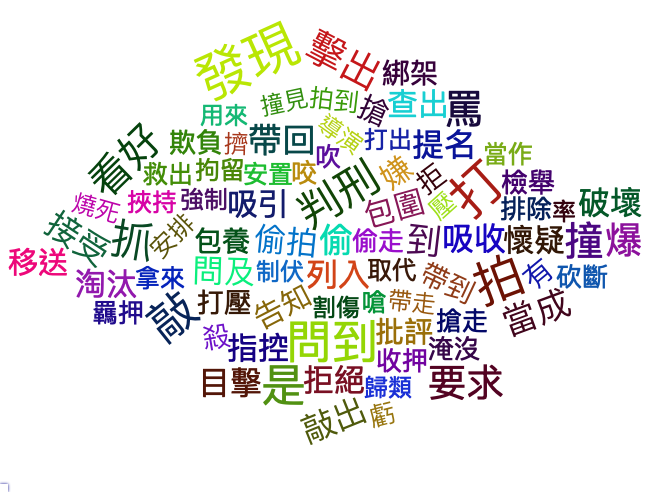 發現
擊出
綁架
撞見
拍到
搶
查出
罵
用來
欺負
擠
帶回
導演
吹
打出
提名
當作
看好
救出
拘留
安置
咬
判刑
嫌
拒
打
檢舉
燒死
挾持
強制
吸引
包圍
壓
排除
率
破壞
接受
抓
安排
包養
偷拍
偷
偷走
到
吸收
懷疑
撞爆
移送
淘汰
拿來
問及
制伏
列入
取代
帶到
拍
有
砍斷
羈押
敲
打壓
告知
割傷
嗆
帶走
搶走
當成
殺
指控
問到
批評
收押
淹沒
目擊
是
拒絕
歸類
要求
敲出
虧